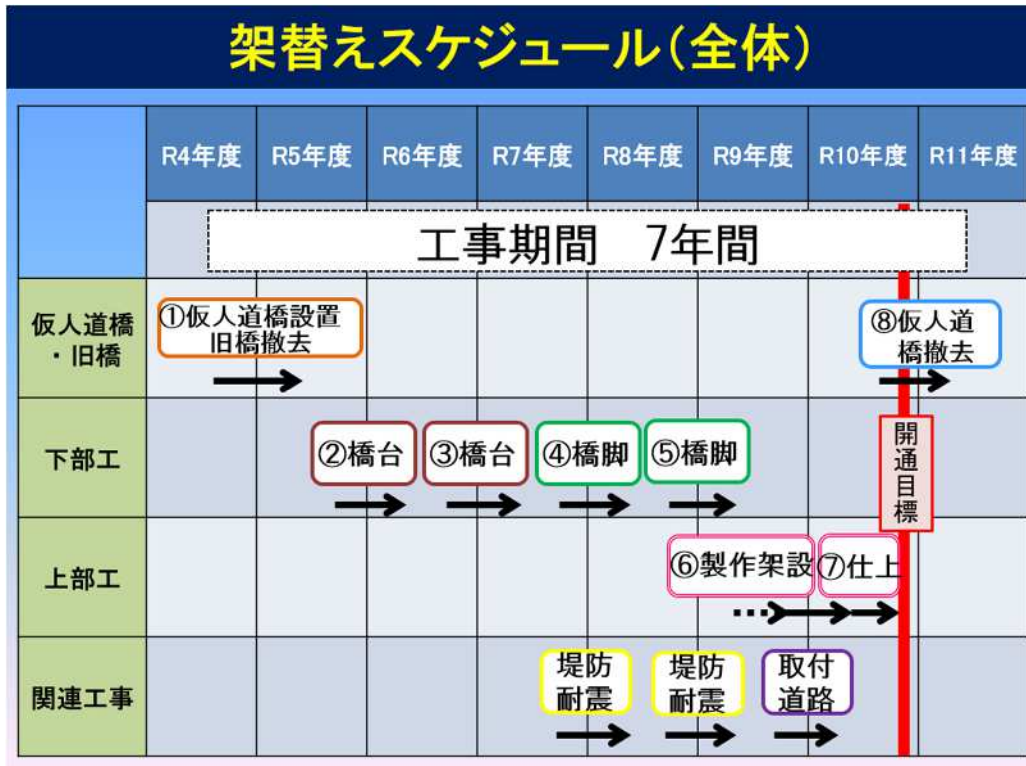 架替えスケジュール(全体)
R4年度 R5年度 R6年度 R7年度 R8年度 R9年度 R10年度 R11年度
工事期間 7年間
仮人道橋
・旧橋
①仮人道橋設置
旧橋撤去
⑧仮人道
橋撤去
開通目標
下部工
②橋台 ③橋台 ④橋脚 ⑤橋脚
上部工
⑥製作架設 ⑦仕上
関連工事
堤防
耐震
堤防
耐震
取付
道路